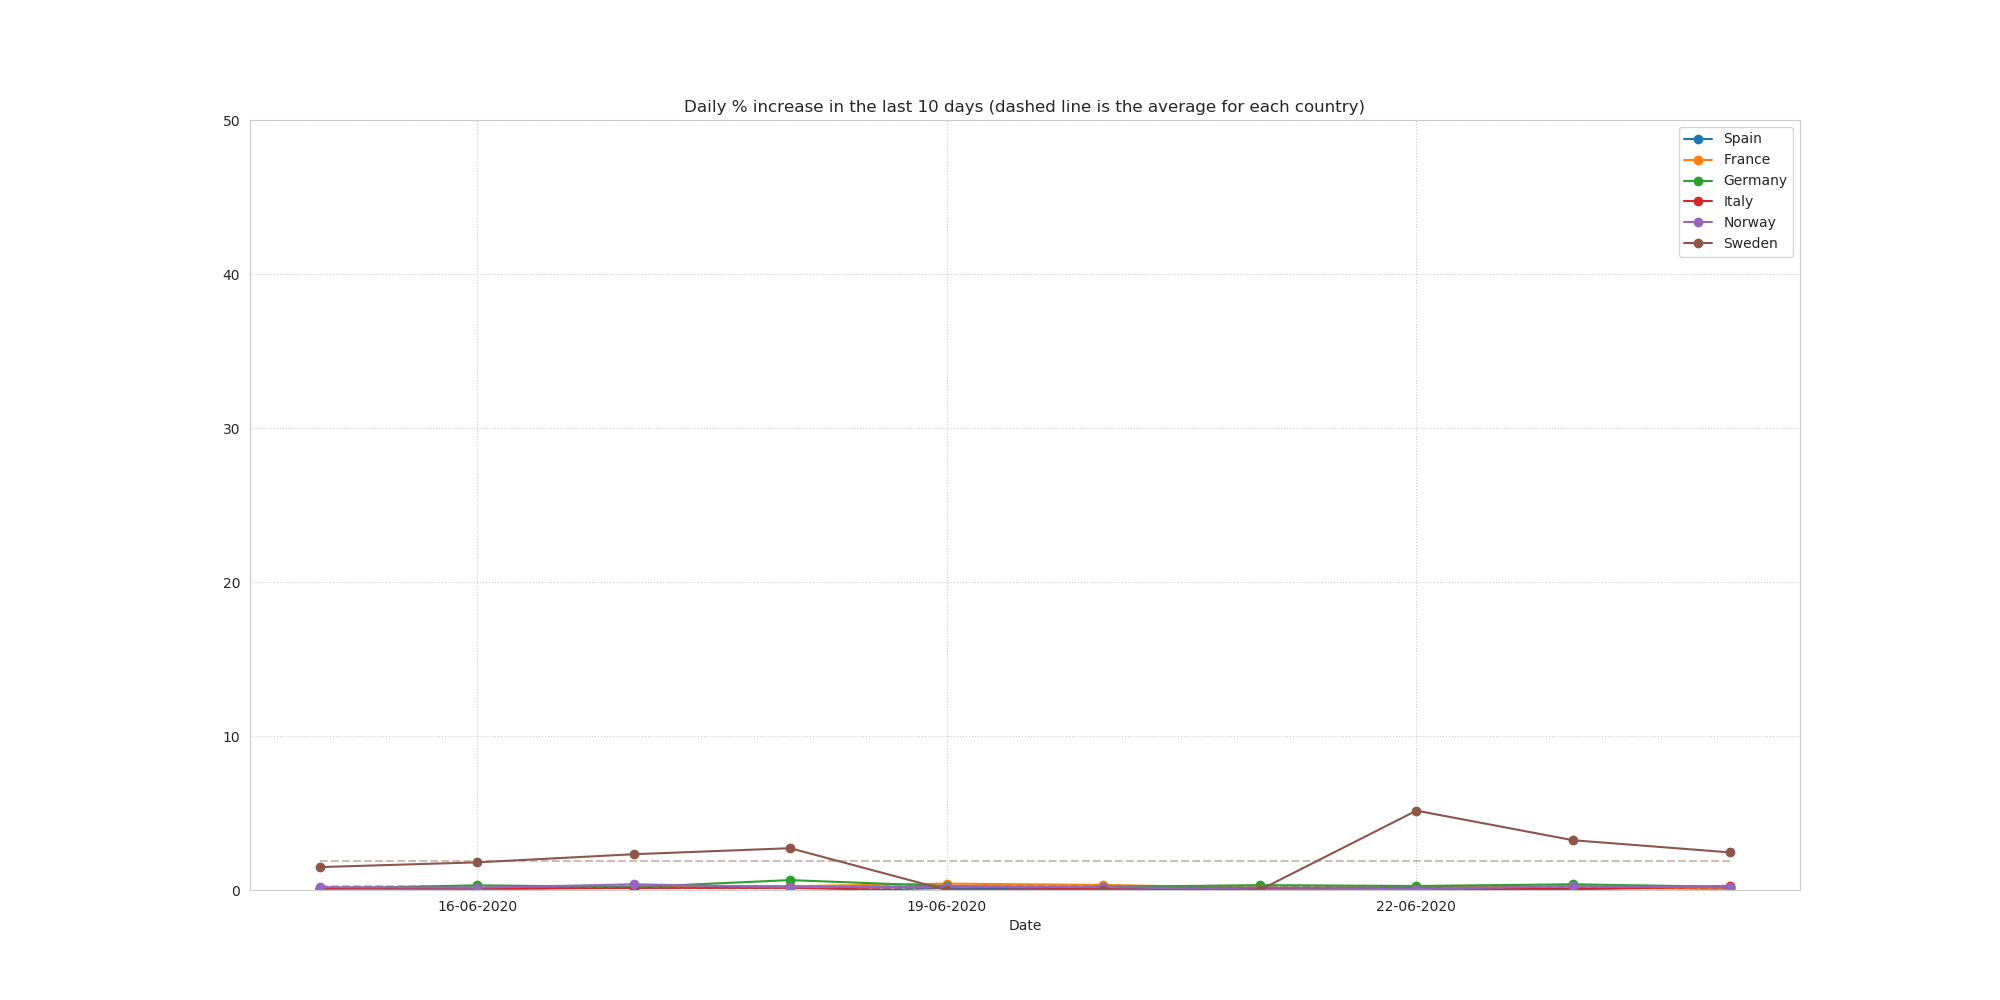 Daily % increase in the last 10 days (dashed line is the average for each country)
50
40
30
20
10
0
Spain
France
Germany
Italy
Norway
Sweden
16-06-2020
19-06-2020
22-06-2020
Date